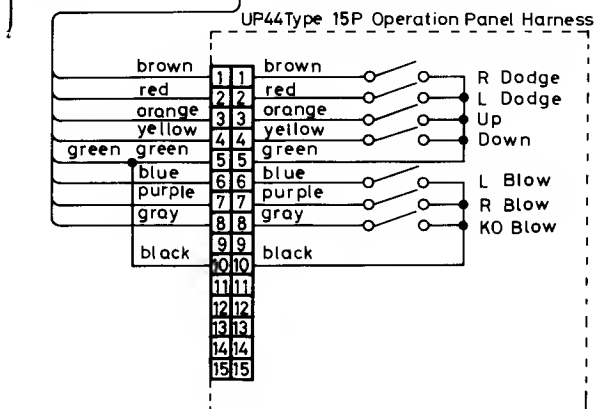 UP44Type 15P Operation Panel Harness
brown 1 1 brown R Dodge
red 2 2 red L Dodge
orange 3 3 orange Up
yellow 4 4 yellow Down
green green 5 5 green
blue 6 6 blue L Blow
purple 7 7 purple R Blow
gray 8 8 gray KO Blow
9 9
black 10 10 black
11 11
12 12
13 13
14 14
15 15